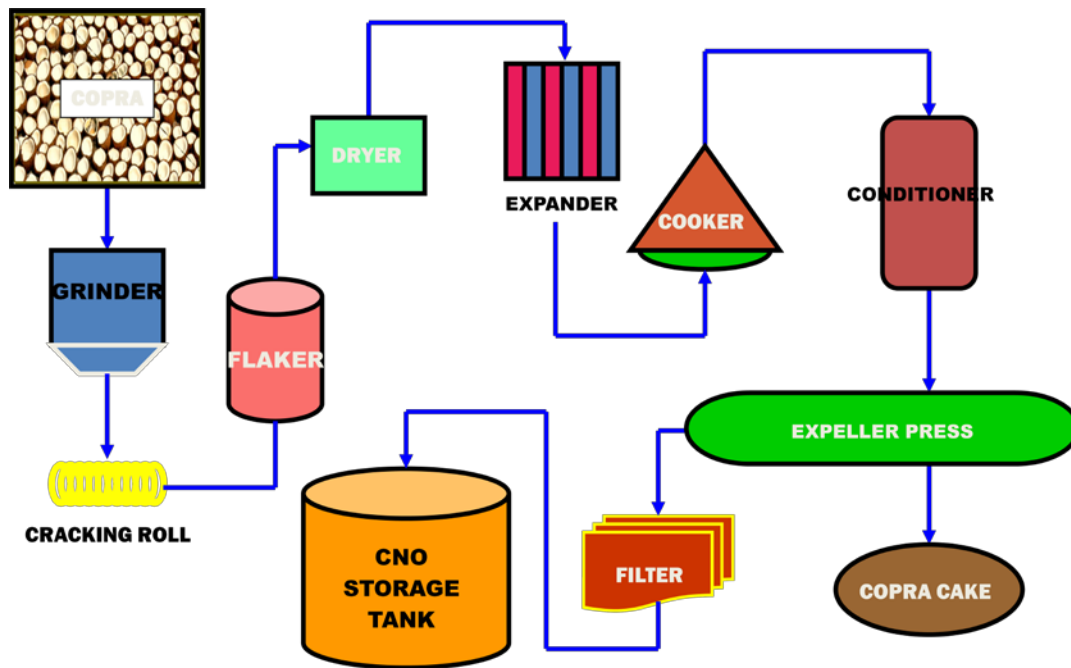 COPRA
GRINDER
CRACKING ROLL
FLAKER
DRYER
EXPANDER
COOKER
CONDITIONER
EXPELLER PRESS
COPRA CAKE
FILTER
CNO
STORAGE
TANK